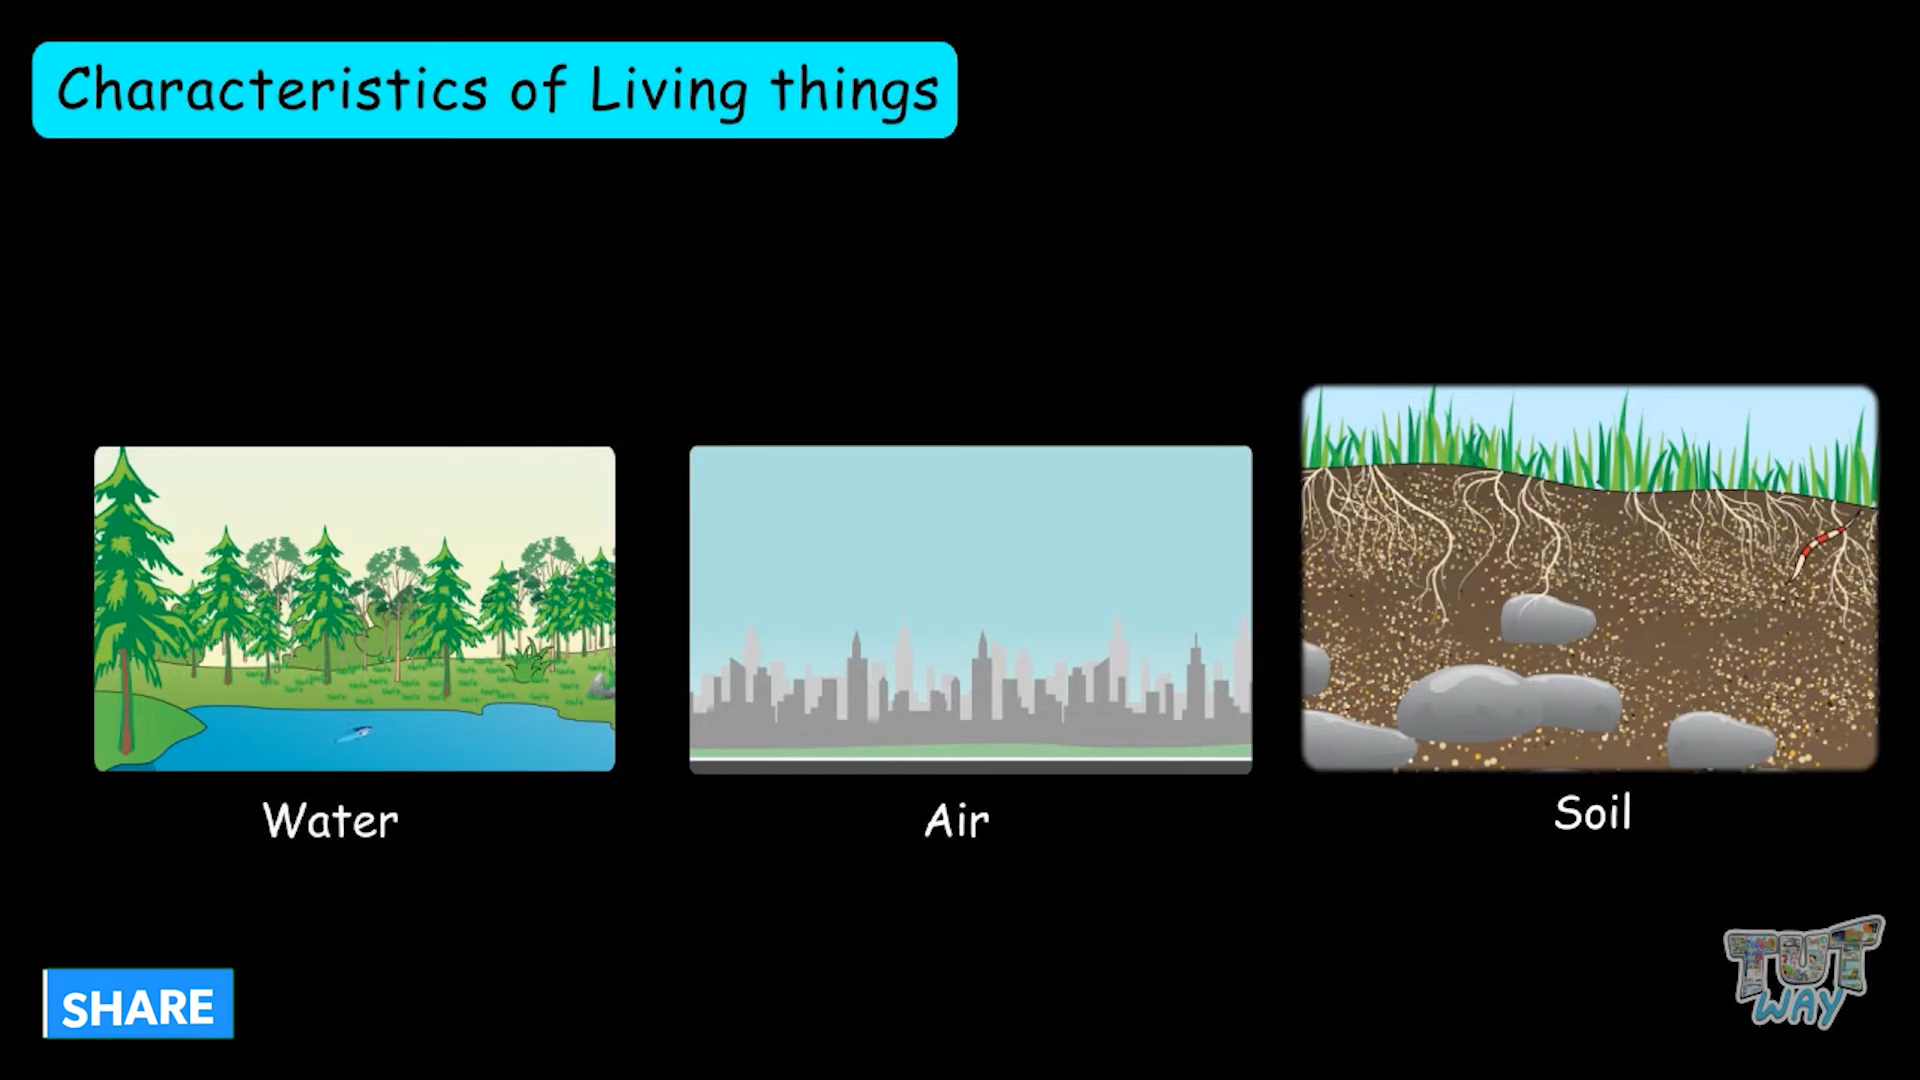 Characteristics of Living things
Water
Air
Soil
SHARE
TUT
WAY